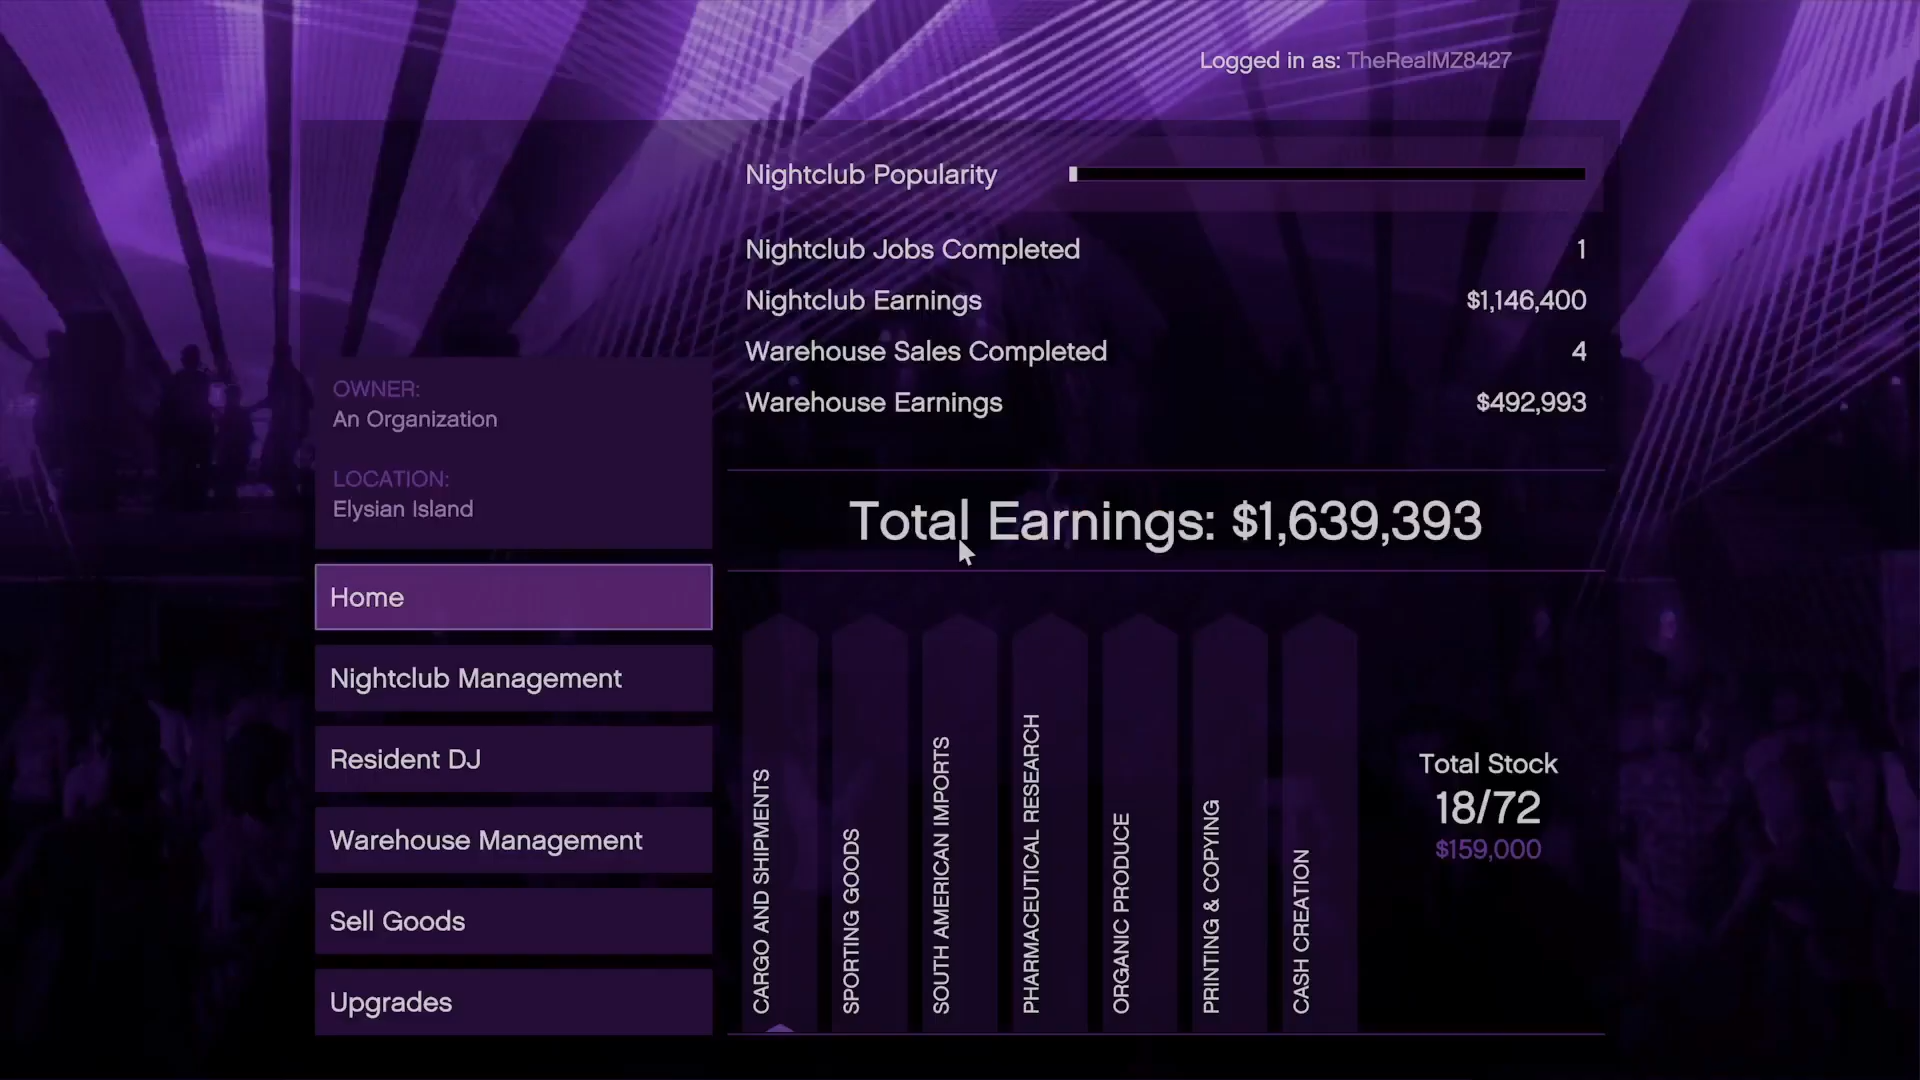 Logged in as: TheRealMZ8427
Nightclub Popularity
Nightclub Jobs Completed 1
Nightclub Earnings $1,146,400
Warehouse Sales Completed 4
Warehouse Earnings $492,993
OWNER:
An Organization
LOCATION:
Elysian Island
Total Earnings: $1,639,393
Home
Nightclub Management
Resident DJ
Warehouse Management
Sell Goods
Upgrades
CARGO AND SHIPMENTS
SPORTING GOODS
SOUTH AMERICAN IMPORTS
PHARMACEUTICAL RESEARCH
ORGANIC PRODUCE
PRINTING & COPYING
CASH CREATION
Total Stock
18/72
$159,000